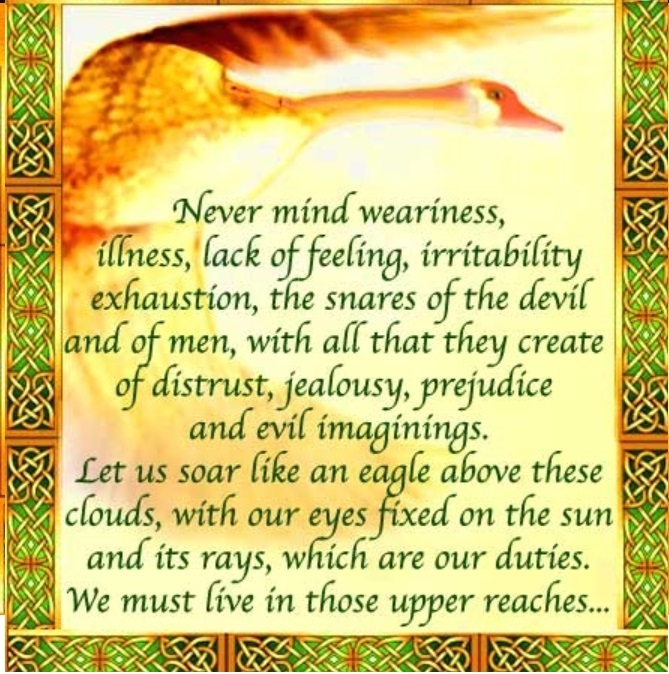 Never mind weariness,
illness, lack of feeling, irritability
exhaustion, the snares of the devil
and of men, with all that they create
of distrust, jealousy, prejudice
and evil imaginings.
Let us soar like an eagle above these
clouds, with our eyes fixed on the sun
and its rays, which are our duties.
We must live in those upper reaches...